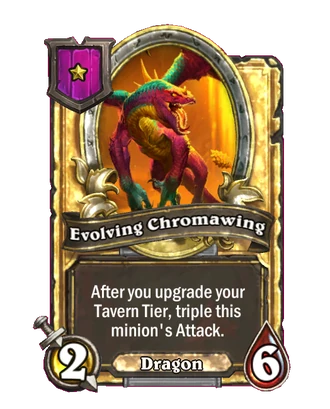 Evolving Chromawing
After you upgrade your
Tavern Tier, triple this
minion's Attack.
2
Dragon
6